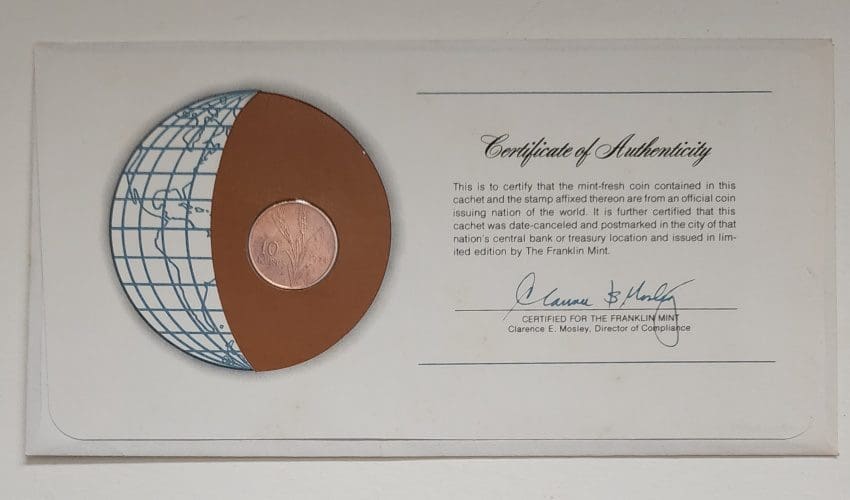 Certificate of Authenticity
This is to certify that the mint-fresh coin contained in this
cachet and the stamp affixed thereon are from an official coin
issuing nation of the world. It is further certified that this
cachet was date-canceled and postmarked in the city of that
nation's central bank or treasury location and issued in lim-
ited edition by The Franklin Mint.
CERTIFIED FOR THE FRANKLIN MINT
Clarence E. Mosley, Director of Compliance
10